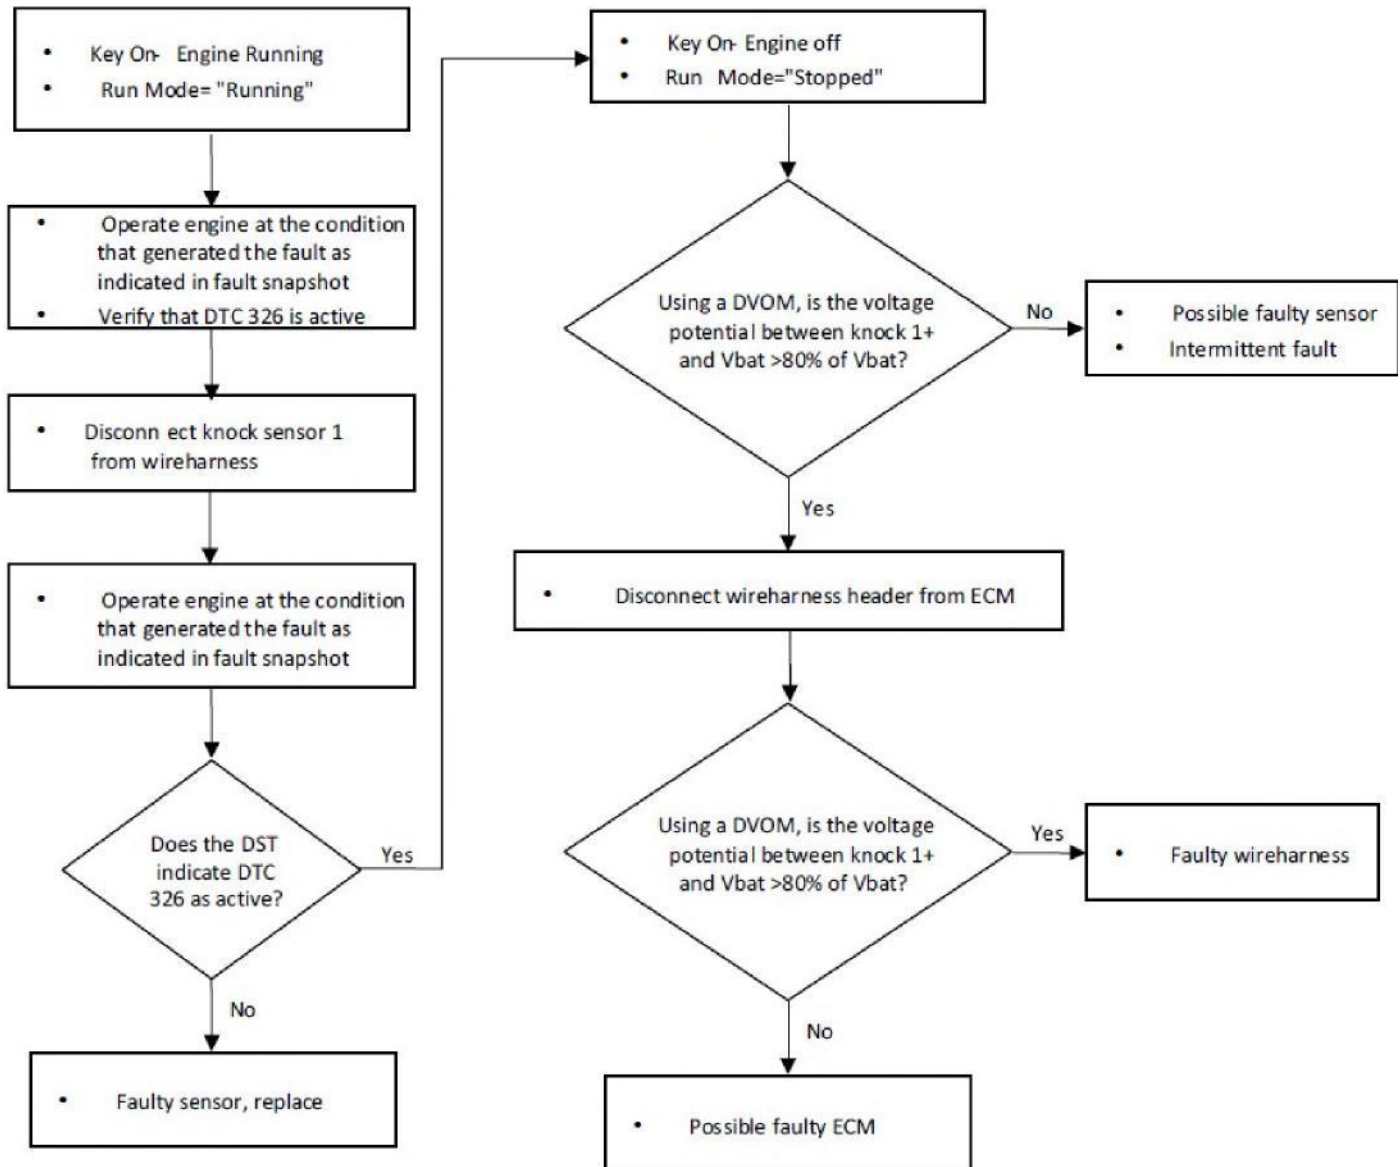 • Key On- Engine Running
• Run Mode= "Running"
• Operate engine at the condition
that generated the fault as
indicated in fault snapshot
• Verify that DTC 326 is active
• Disconn ect knock sensor 1
from wireharness
• Operate engine at the condition
that generated the fault as
indicated in fault snapshot
Does the DST
indicate DTC
326 as active?
Yes
No
• Faulty sensor, replace
• Key On- Engine off
• Run Mode="Stopped"
Using a DVOM, is the voltage
potential between knock 1+
and Vbat >80% of Vbat?
No
• Possible faulty sensor
• Intermittent fault
Yes
• Disconnect wireharness header from ECM
Using a DVOM, is the voltage
potential between knock 1+
and Vbat >80% of Vbat?
Yes
• Faulty wireharness
No
• Possible faulty ECM